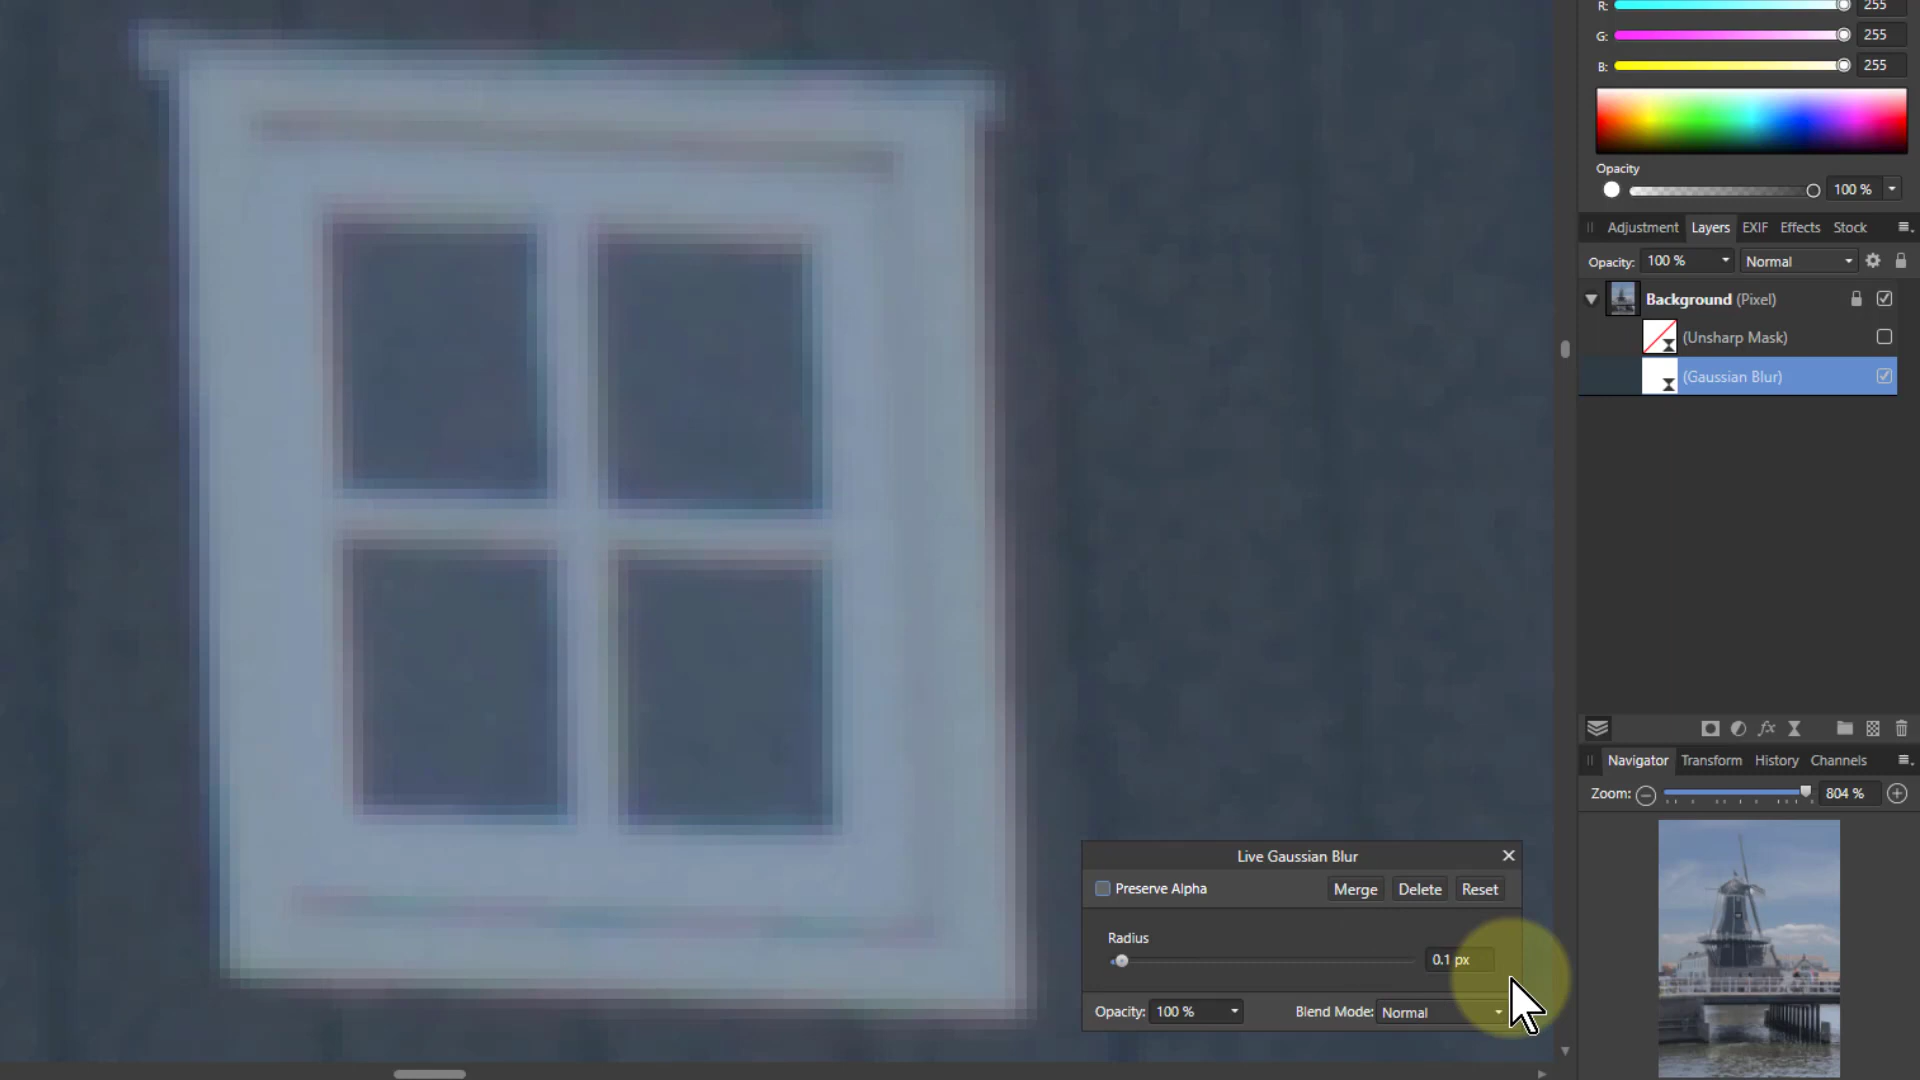 R: 255
G: 255
B: 255
Opacity
100 %
Adjustment Layers EXIF Effects Stock
Opacity: 100 % Normal
Background (Pixel)
(Unsharp Mask)
(Gaussian Blur)
fx
Navigator Transform History Channels
Zoom: 804 %
Live Gaussian Blur
Preserve Alpha Merge Delete Reset
Radius
0.1 px
Opacity: 100 % Blend Mode: Normal